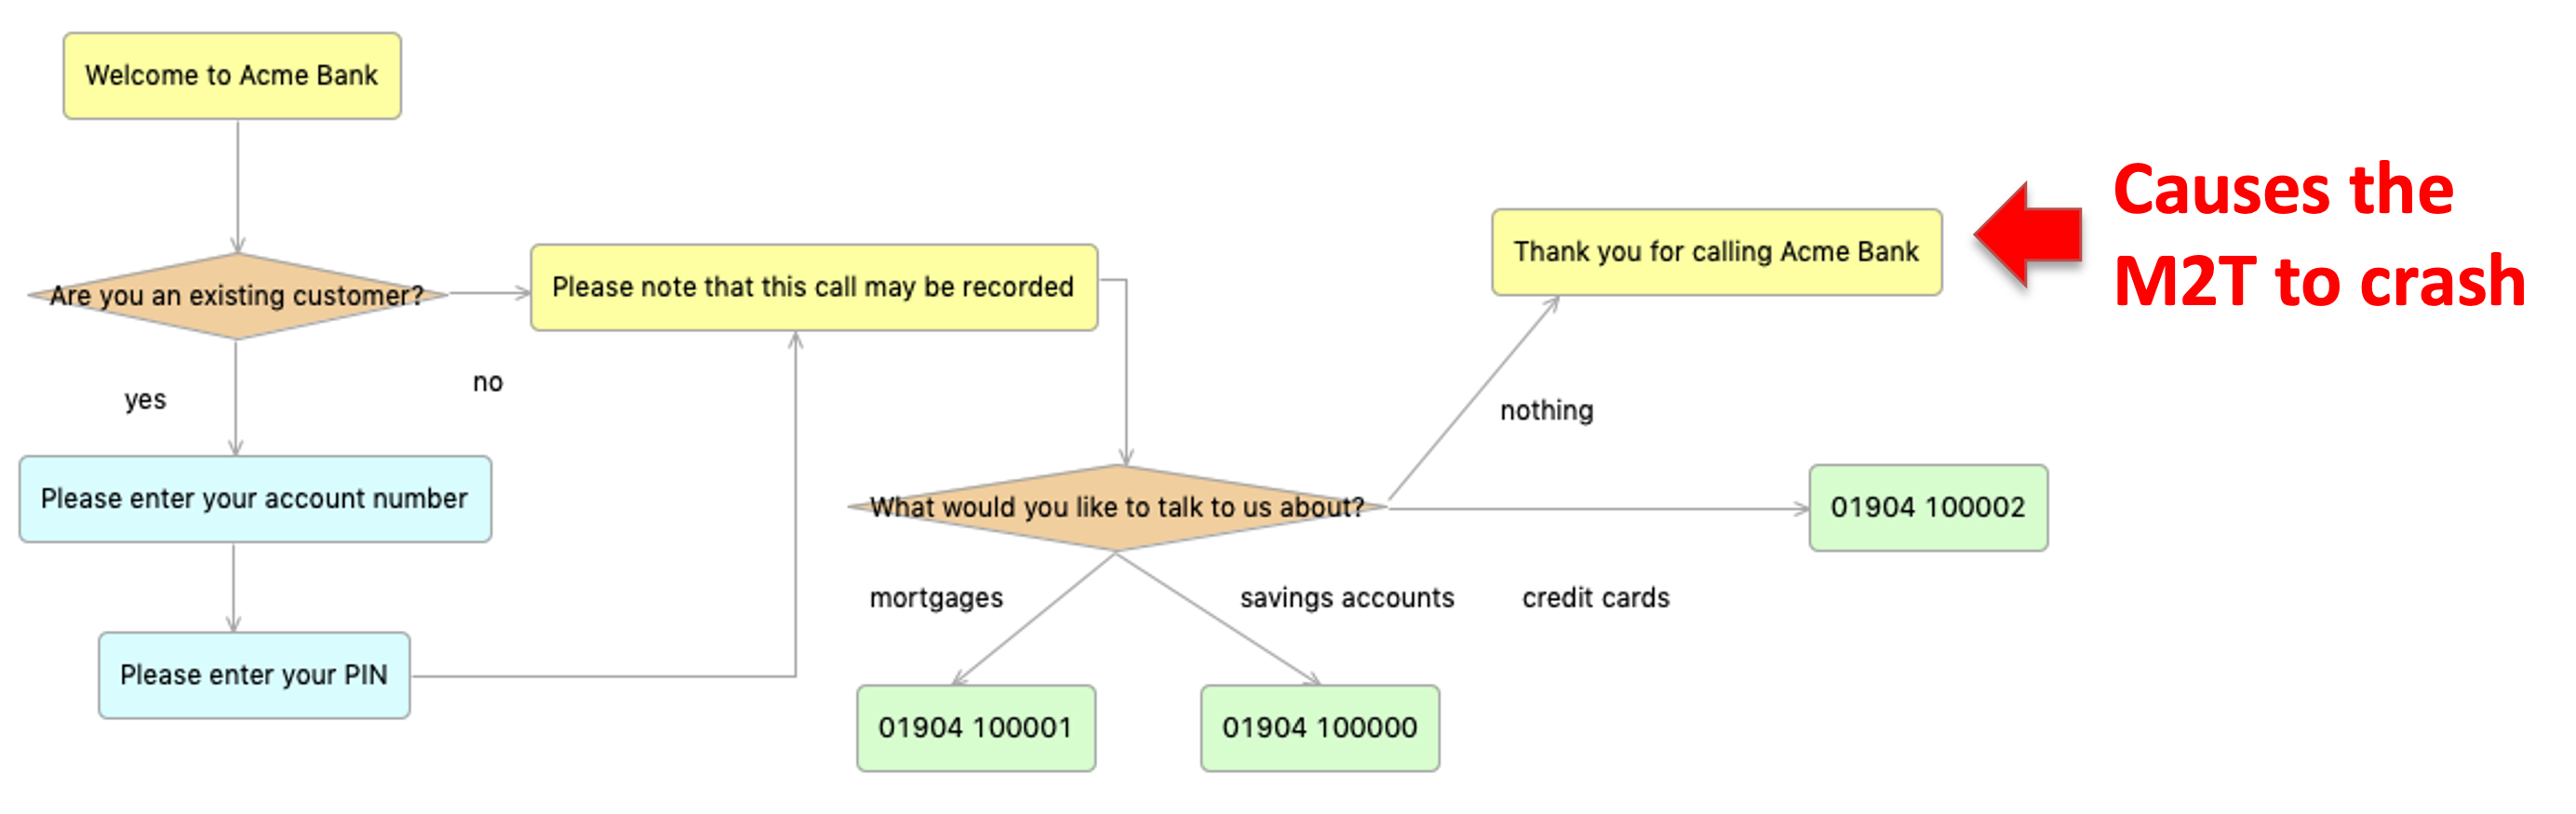 Welcome to Acme Bank
Are you an existing customer?
yes
no
Please enter your account number
Please enter your PIN
Please note that this call may be recorded
What would you like to talk to us about?
mortgages
savings accounts
credit cards
nothing
01904 100001
01904 100000
01904 100002
Thank you for calling Acme Bank
Causes the
M2T to crash